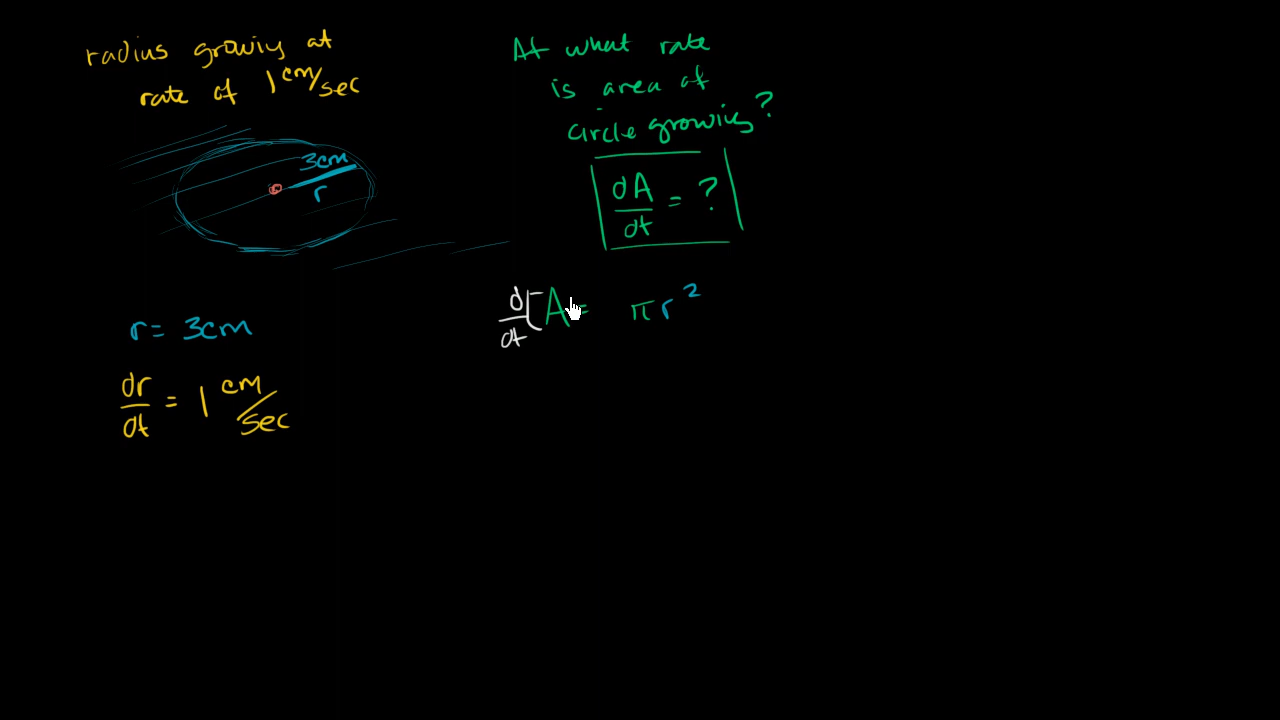 radius growing at
rate of 1 cm/sec
3cm
r
r = 3cm
dr/dt = 1 cm/sec
At what rate
is area of
circle growing?
dA/dt = ?
d/dt [A = πr²